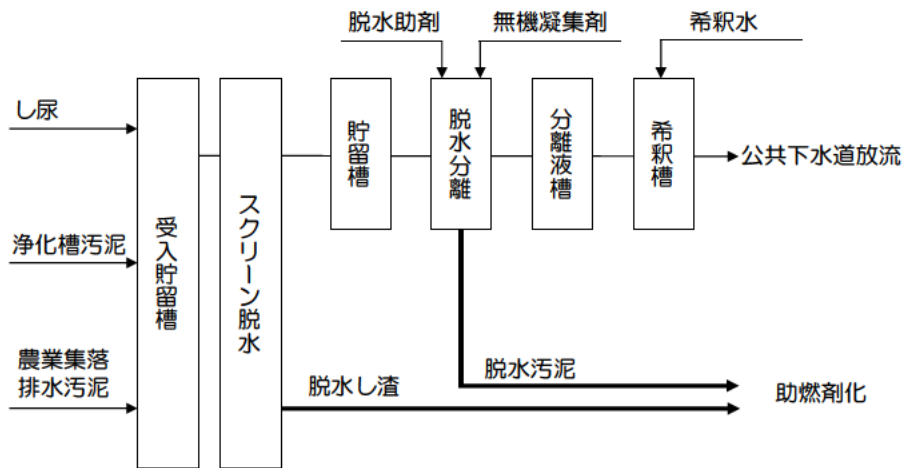 脱水助剤
無機凝集剤
希釈水
し尿
浄化槽汚泥
農業集落
排水汚泥
受入貯留槽
スクリーン脱水
貯留槽
脱水分離
分離液槽
希釈槽
公共下水道放流
脱水汚泥
脱水し渣
助燃剤化